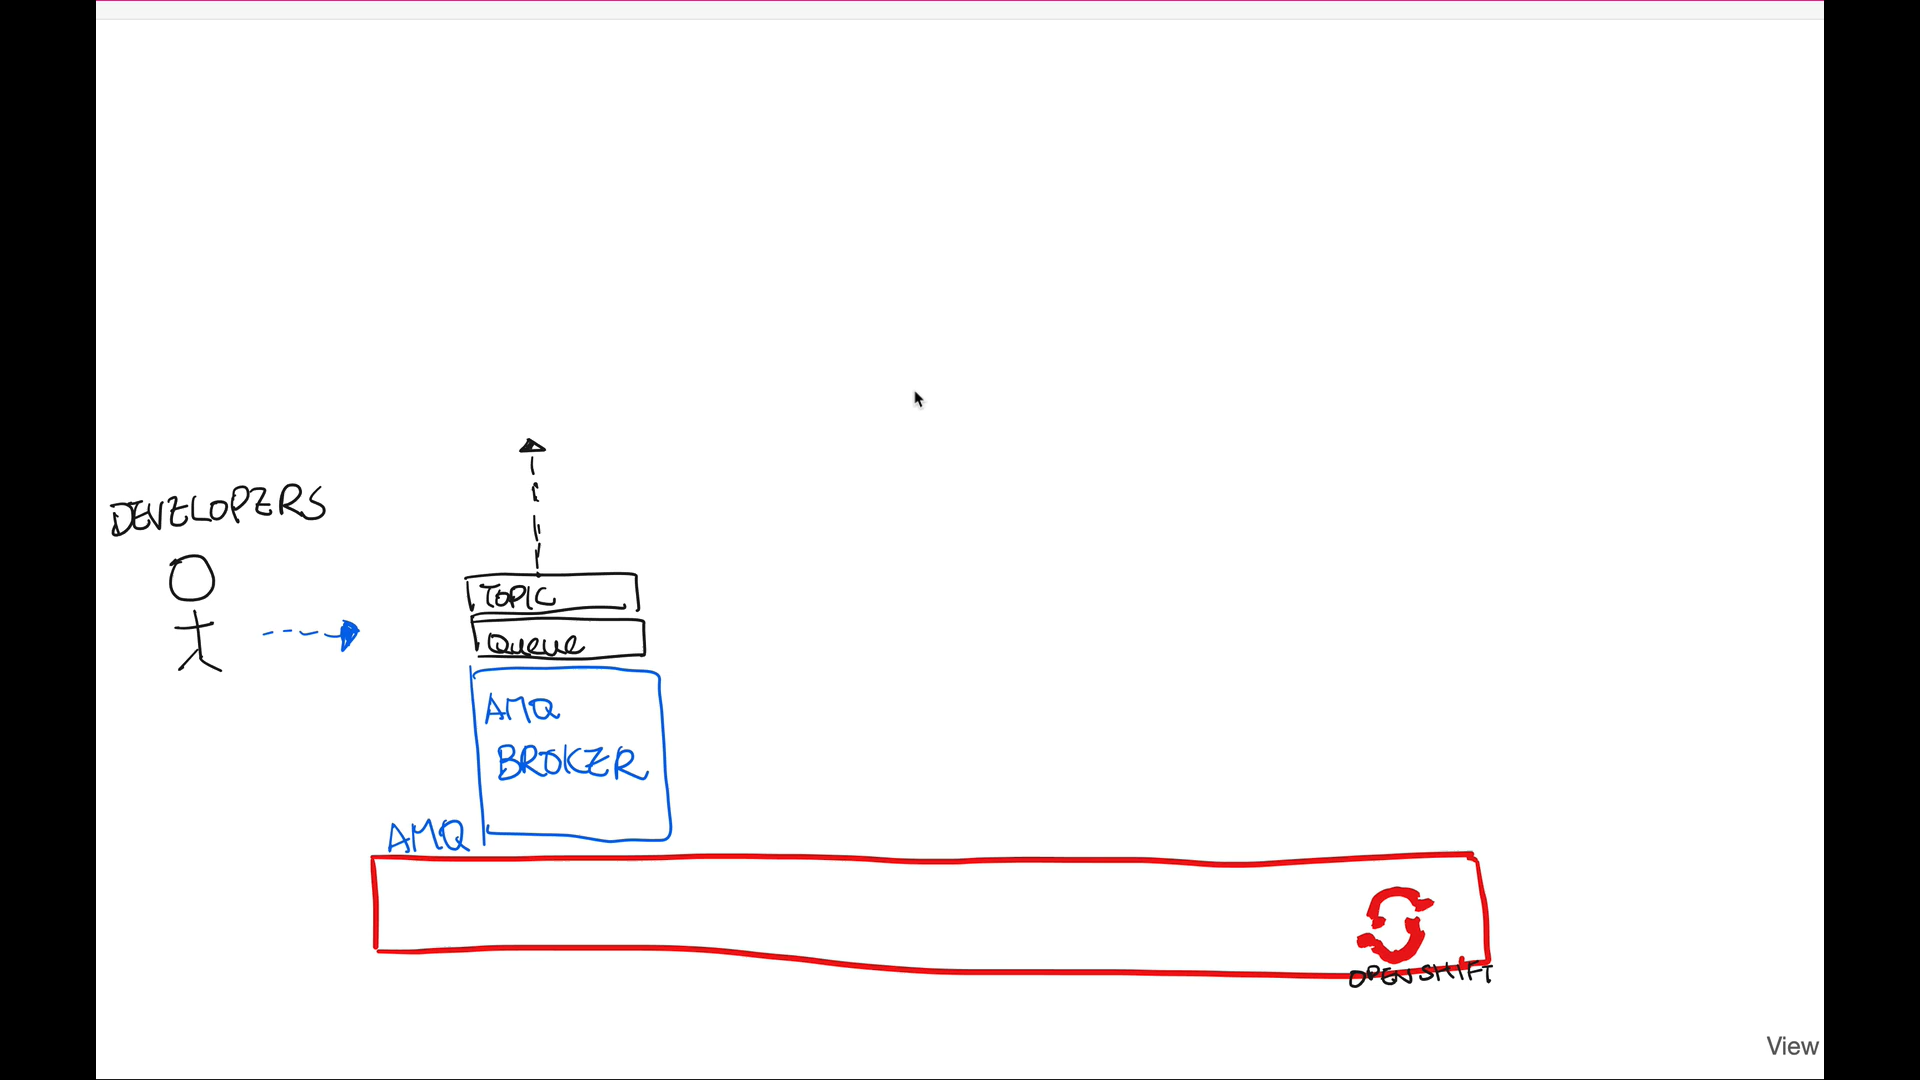 DEVELOPERS
TOPIC
Queue
AMQ
BROKER
AMQ
OPENSHIFT
View